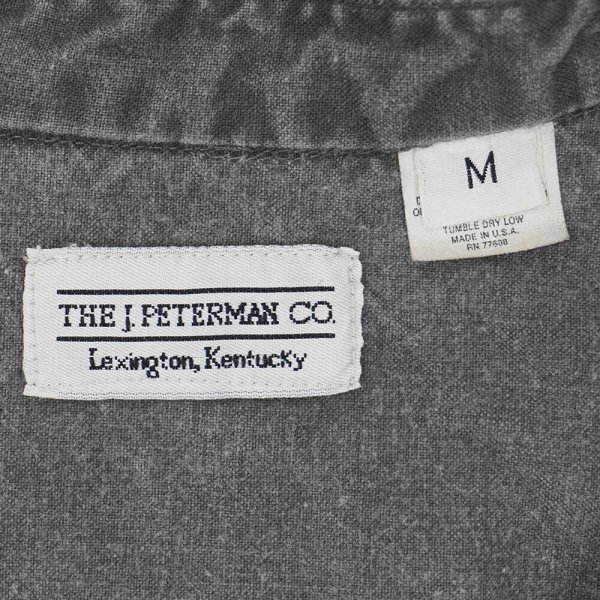 M
TUMBLE DRY LOW
MADE IN U.S.A.
RN 77608
THE J. PETERMAN CO.
Lexington, Kentucky